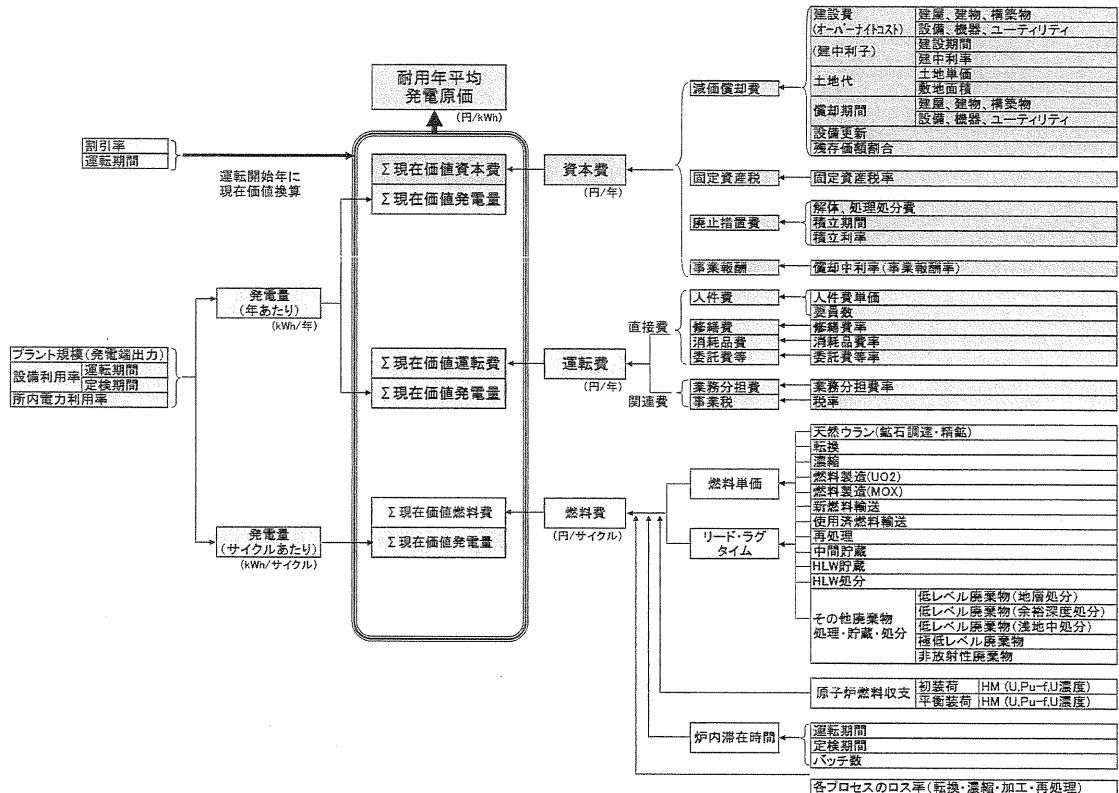 耐用年平均
発電原価
(円/kWh)
割引率
運転期間
運転開始年に
現在価値換算
Σ現在価値資本費
Σ現在価値発電量
資本費
(円/年)
減価償却費
建設費
(オーバーナイトコスト)
建屋、建物、構築物
設備、機器、ユーティリティ
(建中利子)
建設期間
建中利率
土地代
土地単価
敷地面積
償却期間
建屋、建物、構築物
設備、機器、ユーティリティ
設備更新
残存価額割合
固定資産税
固定資産税率
廃止措置費
解体、処理処分費
積立期間
積立利率
事業報酬
償却中利率(事業報酬率)
発電量
(年あたり)
(kWh/年)
プラント規模(発電端出力)
設備利用率
運転期間
定検期間
所内電力利用率
Σ現在価値運転費
Σ現在価値発電量
運転費
(円/年)
直接費
人件費
人件費単価
要員数
修繕費
修繕費率
消耗品費
消耗品費率
委託費等
委託費等率
関連費
業務分担費
業務分担費率
事業税
税率
発電量
(サイクルあたり)
(kWh/サイクル)
Σ現在価値燃料費
Σ現在価値発電量
燃料費
(円/サイクル)
燃料単価
リード・ラグ
タイム
天然ウラン(鉱石調達・精鉱)
転換
濃縮
燃料製造(UO2)
燃料製造(MOX)
新燃料輸送
使用済燃料輸送
再処理
中間貯蔵
HLW貯蔵
HLW処分
その他廃棄物
処理・貯蔵・処分
低レベル廃棄物(地層処分)
低レベル廃棄物(余裕深度処分)
低レベル廃棄物(浅地中処分)
極低レベル廃棄物
非放射性廃棄物
原子炉燃料収支
初装荷 HM (U,Pu-f,U濃度)
平衡装荷 HM (U,Pu-f,U濃度)
炉内滞在時間
運転期間
定検期間
バッチ数
各プロセスのロス率(転換・濃縮・加工・再処理)